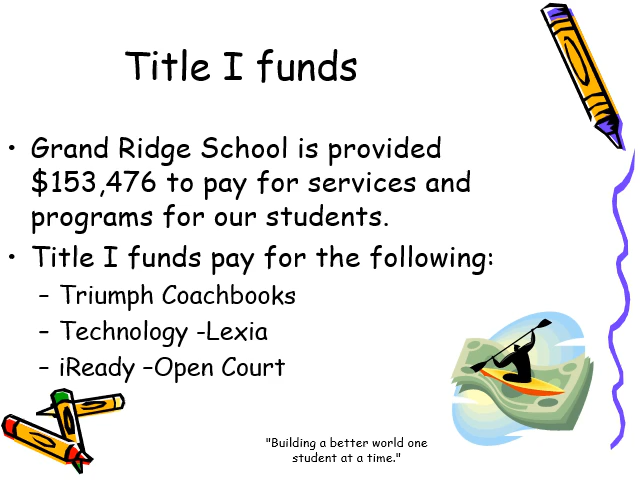 Title I funds
• Grand Ridge School is provided
$153,476 to pay for services and
programs for our students.
• Title I funds pay for the following:
– Triumph Coachbooks
– Technology -Lexia
– iReady –Open Court
"Building a better world one
student at a time."